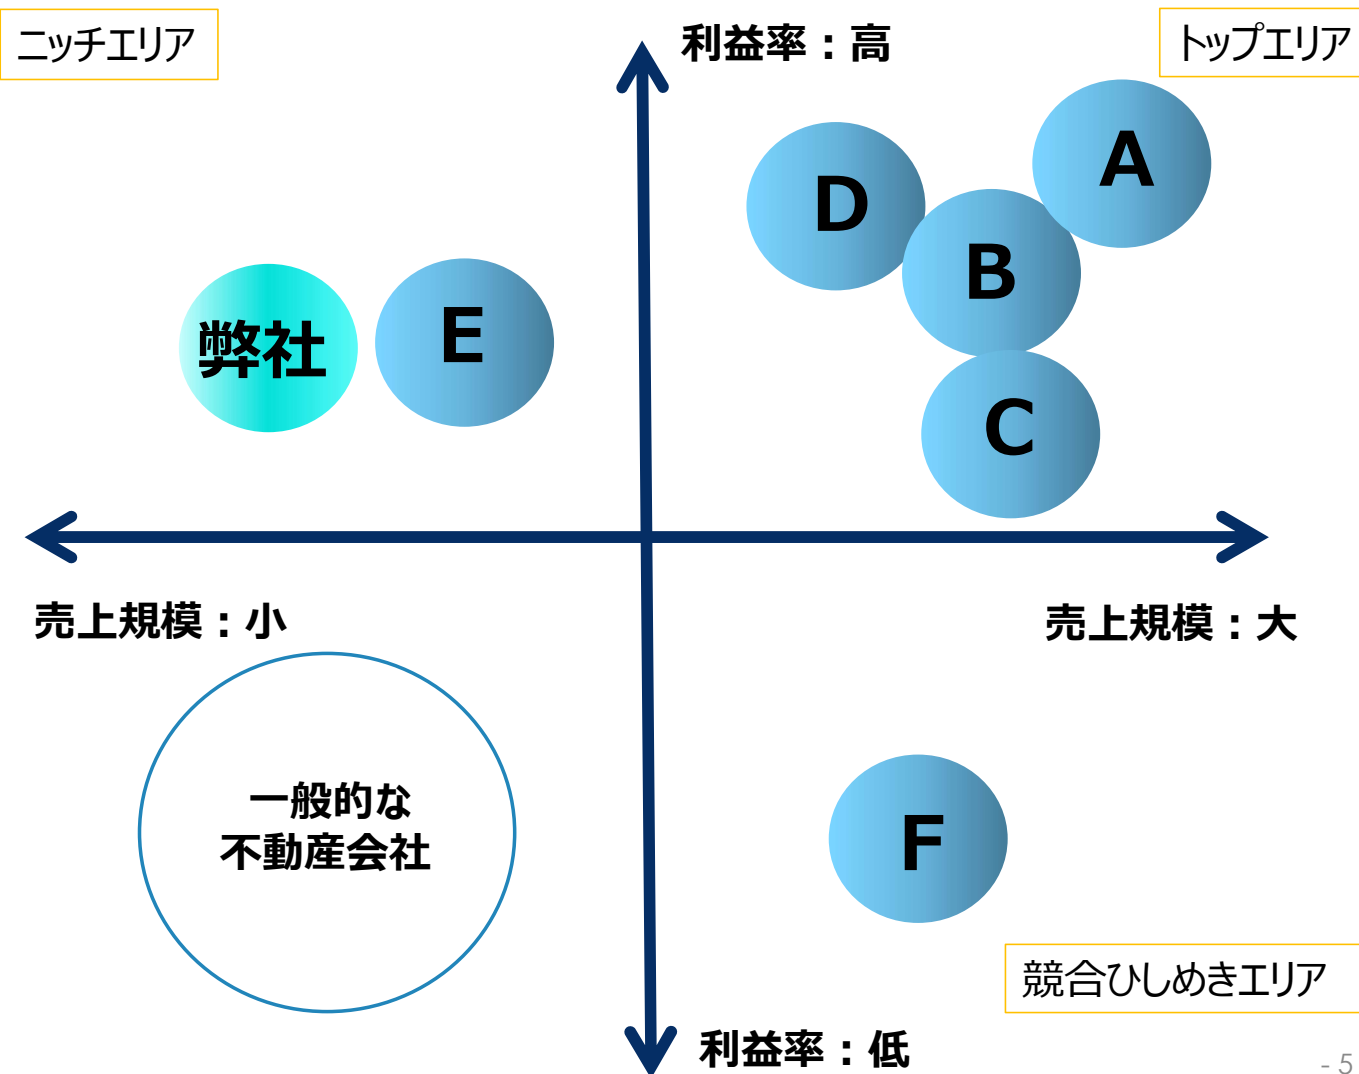 ニッチエリア
利益率：高
トップエリア
A
D
B
弊社
E
C
売上規模：小
売上規模：大
一般的な
不動産会社
F
競合ひしめきエリア
利益率：低
- 5